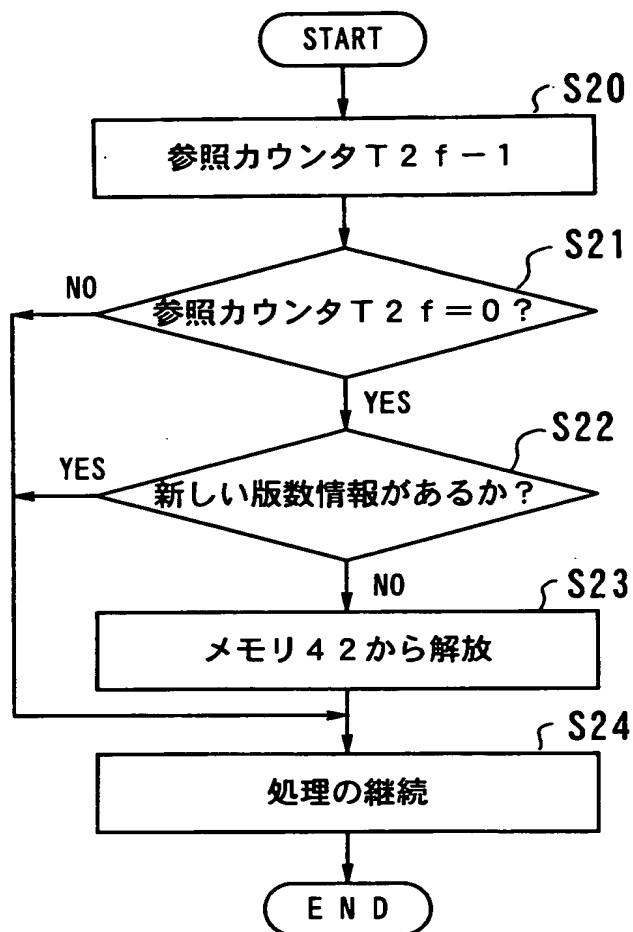 START
S20
参照カウンタT2f-1
S21
NO
参照カウンタT2f=0?
YES
S22
YES
新しい版数情報があるか?
NO
S23
メモリ42から解放
S24
処理の継続
END